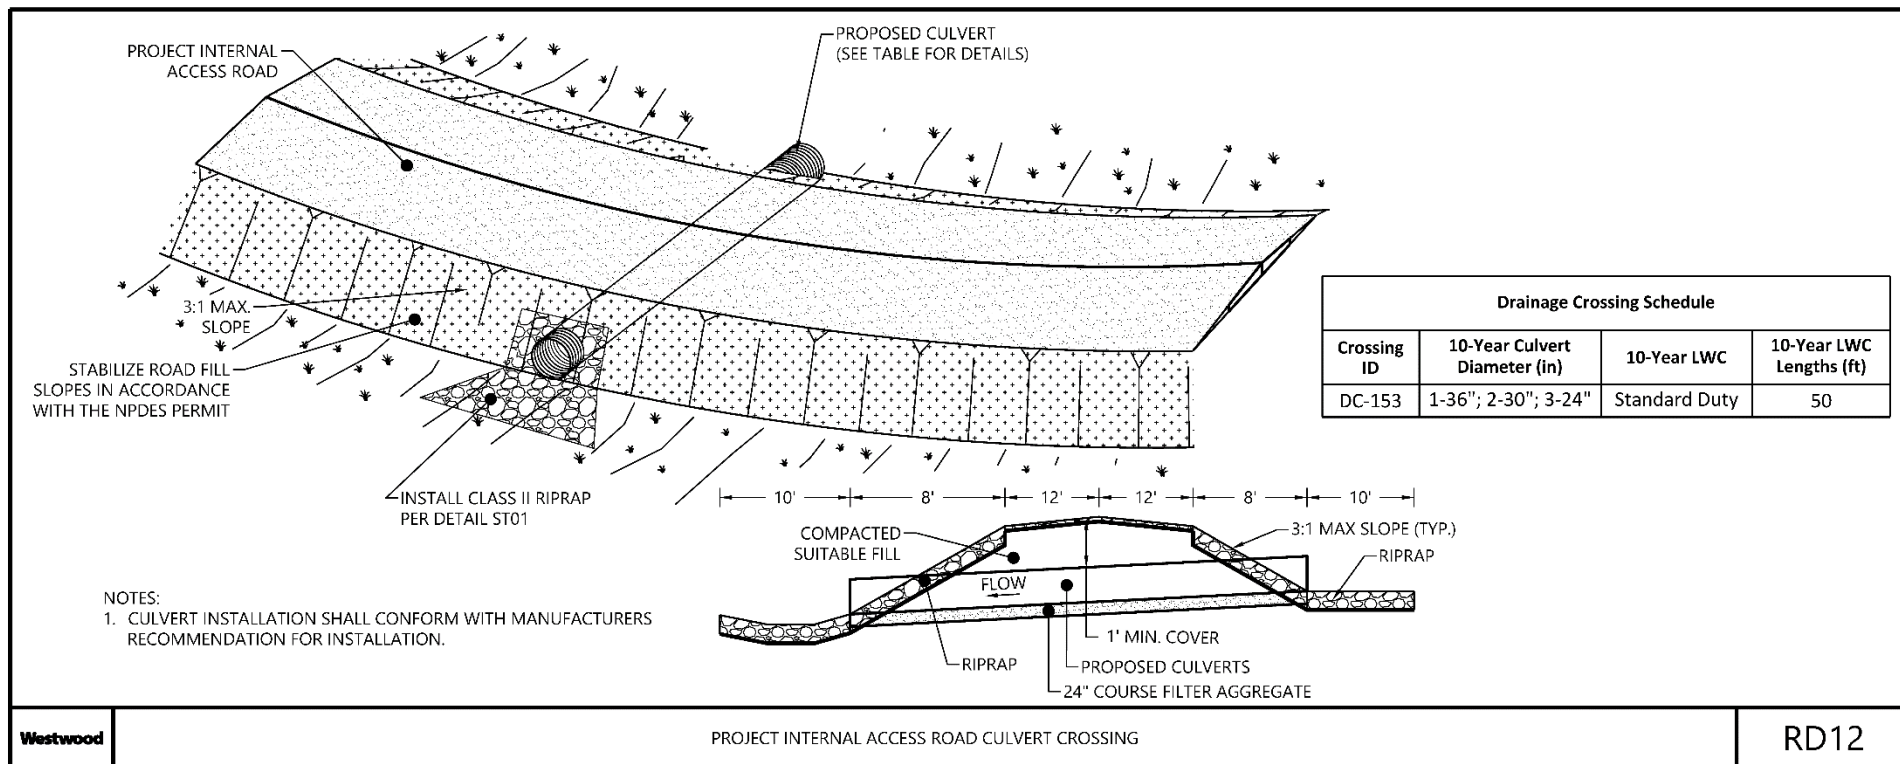 PROJECT INTERNAL
ACCESS ROAD
PROPOSED CULVERT
(SEE TABLE FOR DETAILS)
3:1 MAX.
SLOPE
STABILIZE ROAD FILL
SLOPES IN ACCORDANCE
WITH THE NPDES PERMIT
INSTALL CLASS II RIPRAP
PER DETAIL ST01
Drainage Crossing Schedule
Crossing ID 10-Year Culvert Diameter (in) 10-Year LWC 10-Year LWC Lengths (ft)
DC-153 1-36"; 2-30"; 3-24" Standard Duty 50
10' 8' 12' 12' 8' 10'
COMPACTED
SUITABLE FILL
3:1 MAX SLOPE (TYP.)
RIPRAP
FLOW
1' MIN. COVER
RIPRAP
PROPOSED CULVERTS
24" COURSE FILTER AGGREGATE
NOTES:
1. CULVERT INSTALLATION SHALL CONFORM WITH MANUFACTURERS
RECOMMENDATION FOR INSTALLATION.
Westwood
PROJECT INTERNAL ACCESS ROAD CULVERT CROSSING
RD12